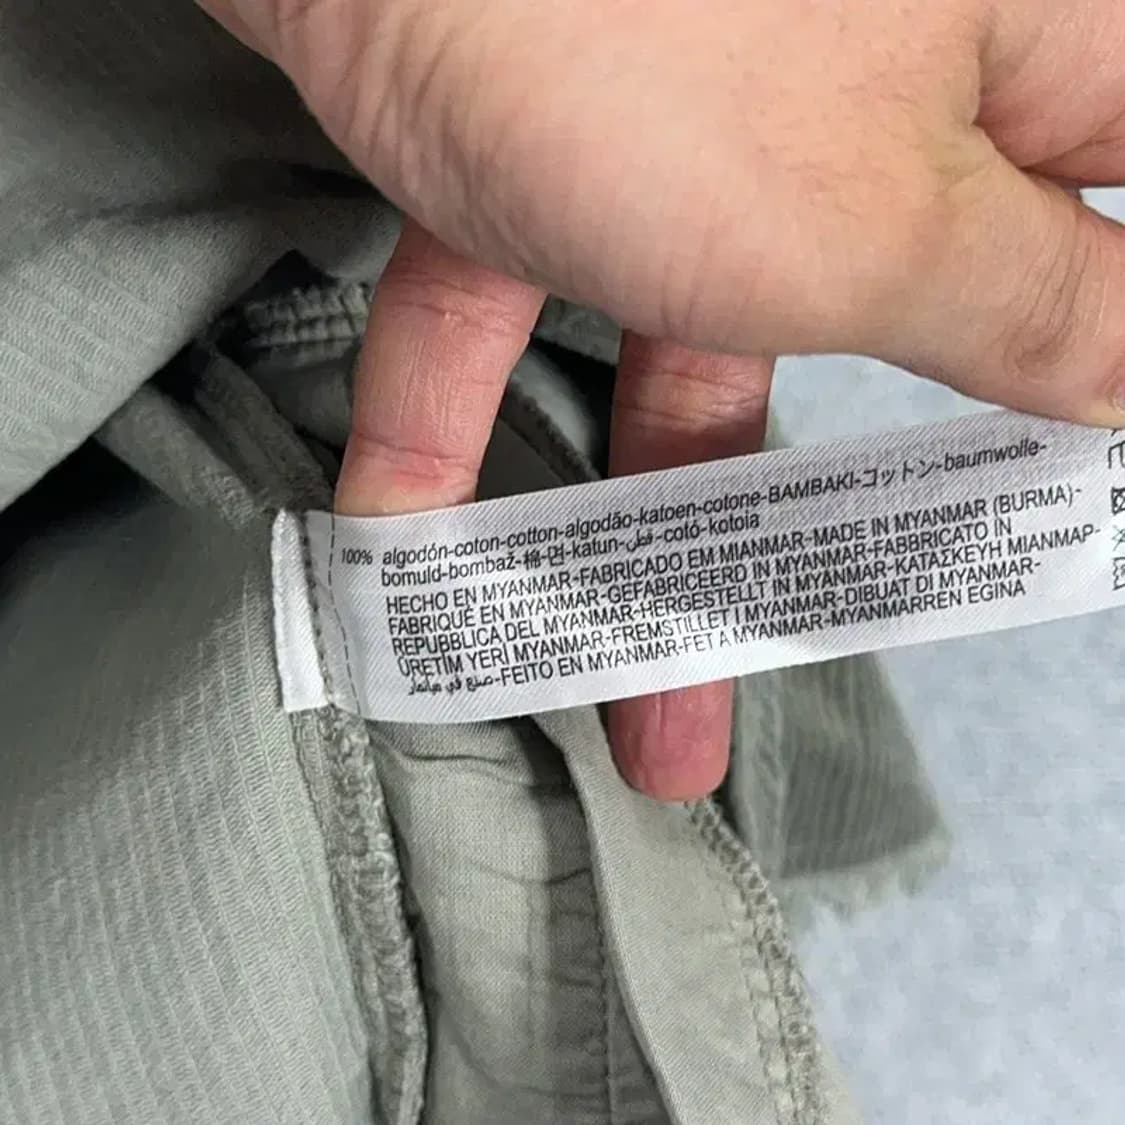 100% algodón-coton-cotton-algodão-katoen-cotone-BAMBAKI-コットン-baumwolle-
bomuld-bombaž-棉-면-katun-قطن-cotó-kotoia
HECHO EN MYANMAR-FABRICADO EM MIANMAR-MADE IN MYANMAR (BURMA)-
FABRIQUÉ EN MYANMAR-GEFABRICEERD IN MYANMAR-FABBRICATO IN
REPUBBLICA DEL MYANMAR-HERGESTELLT IN MYANMAR-ΚΑΤΑΣΚΕΥΗ ΜΙΑΝΜΑΡ-
ÜRETİM YERİ MYANMAR-FREMSTILLET I MYANMAR-DIBUAT DI MYANMAR-
صنع في ميانمار-FEITO EN MYANMAR-FET A MYANMAR-MYANMARREN EGINA